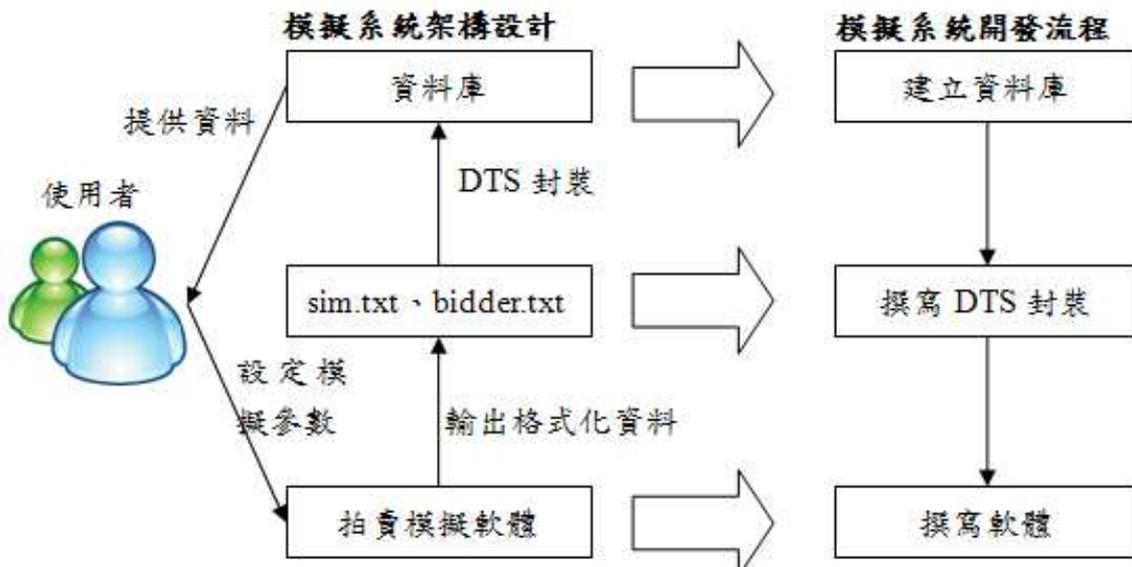 模擬系統架構設計
模擬系統開發流程
資料庫
建立資料庫
提供資料
DTS 封裝
使用者
sim.txt、bidder.txt
撰寫 DTS 封裝
設定模
擬參數
輸出格式化資料
拍賣模擬軟體
撰寫軟體